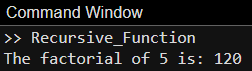 Command Window
>> Recursive_Function
The factorial of 5 is: 120